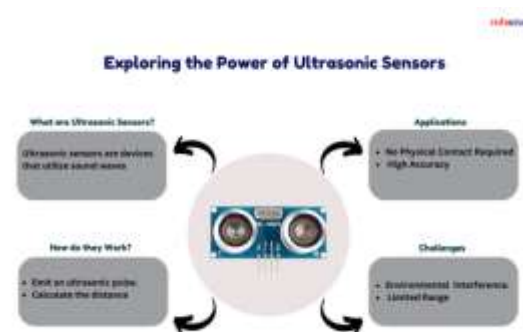 Exploring the Power of Ultrasonic Sensors
What are Ultrasonic Sensors?
Ultrasonic sensors are devices
that utilize sound waves
Applications
No Physical Contact Required
High Accuracy
How do they Work?
Emit an ultrasonic pulse
Calculate the distance
Challenges
Environmental Interference
Limited Range